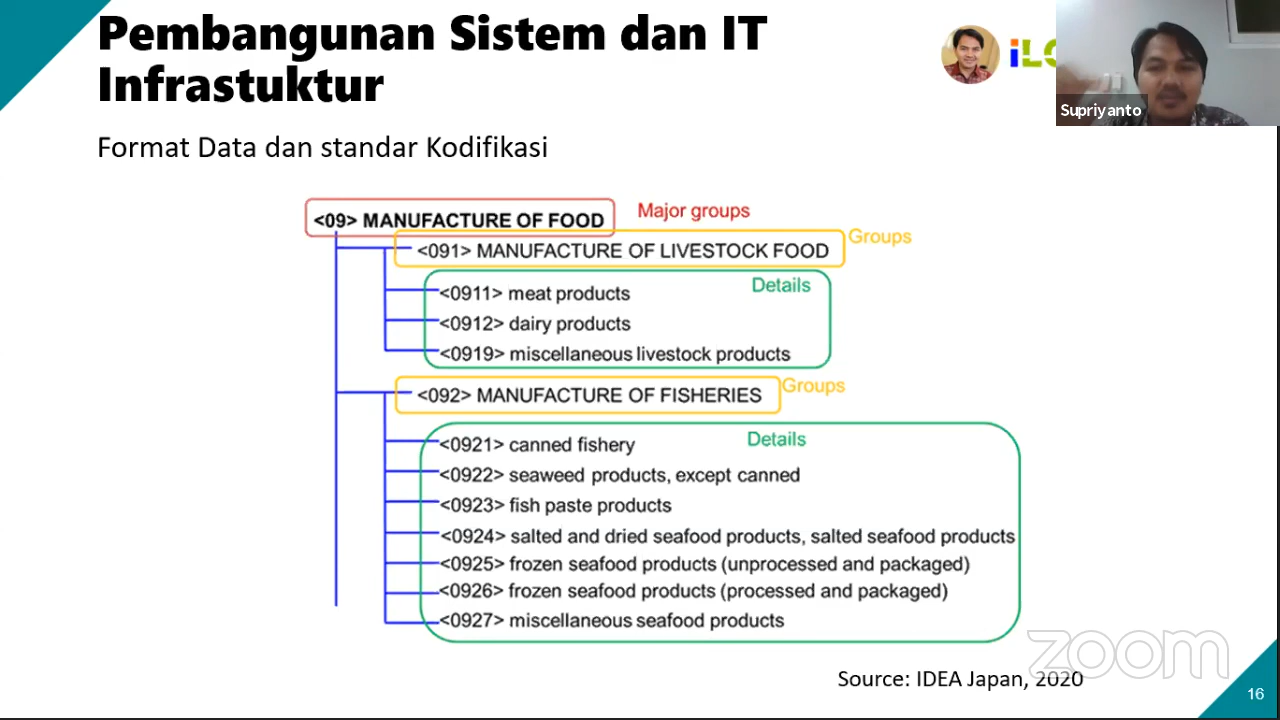 Pembangunan Sistem dan IT
Infrastuktur
iLC
Supriyanto
Format Data dan standar Kodifikasi
<09> MANUFACTURE OF FOOD
Major groups
<091> MANUFACTURE OF LIVESTOCK FOOD
Groups
Details
<0911> meat products
<0912> dairy products
<0919> miscellaneous livestock products
<092> MANUFACTURE OF FISHERIES
Groups
Details
<0921> canned fishery
<0922> seaweed products, except canned
<0923> fish paste products
<0924> salted and dried seafood products, salted seafood products
<0925> frozen seafood products (unprocessed and packaged)
<0926> frozen seafood products (processed and packaged)
<0927> miscellaneous seafood products
zoom
Source: IDEA Japan, 2020
16